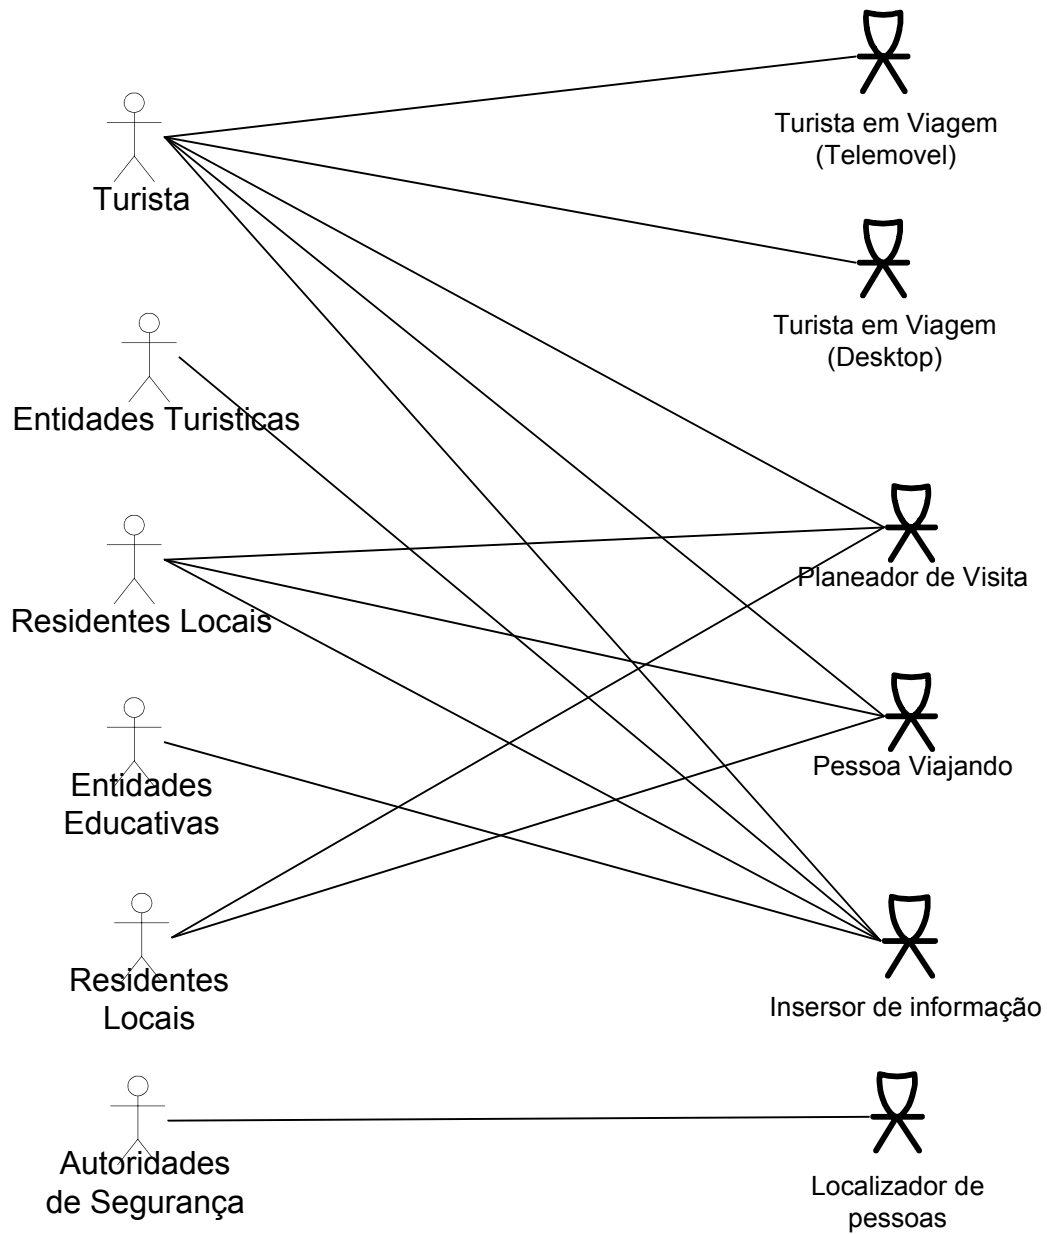 Turista em Viagem
(Telemovel)
Turista
Turista em Viagem
(Desktop)
Entidades Turisticas
Planeador de Visita
Residentes Locais
Pessoa Viajando
Entidades
Educativas
Residentes
Locais
Insersor de informação
Autoridades
de Segurança
Localizador de
pessoas